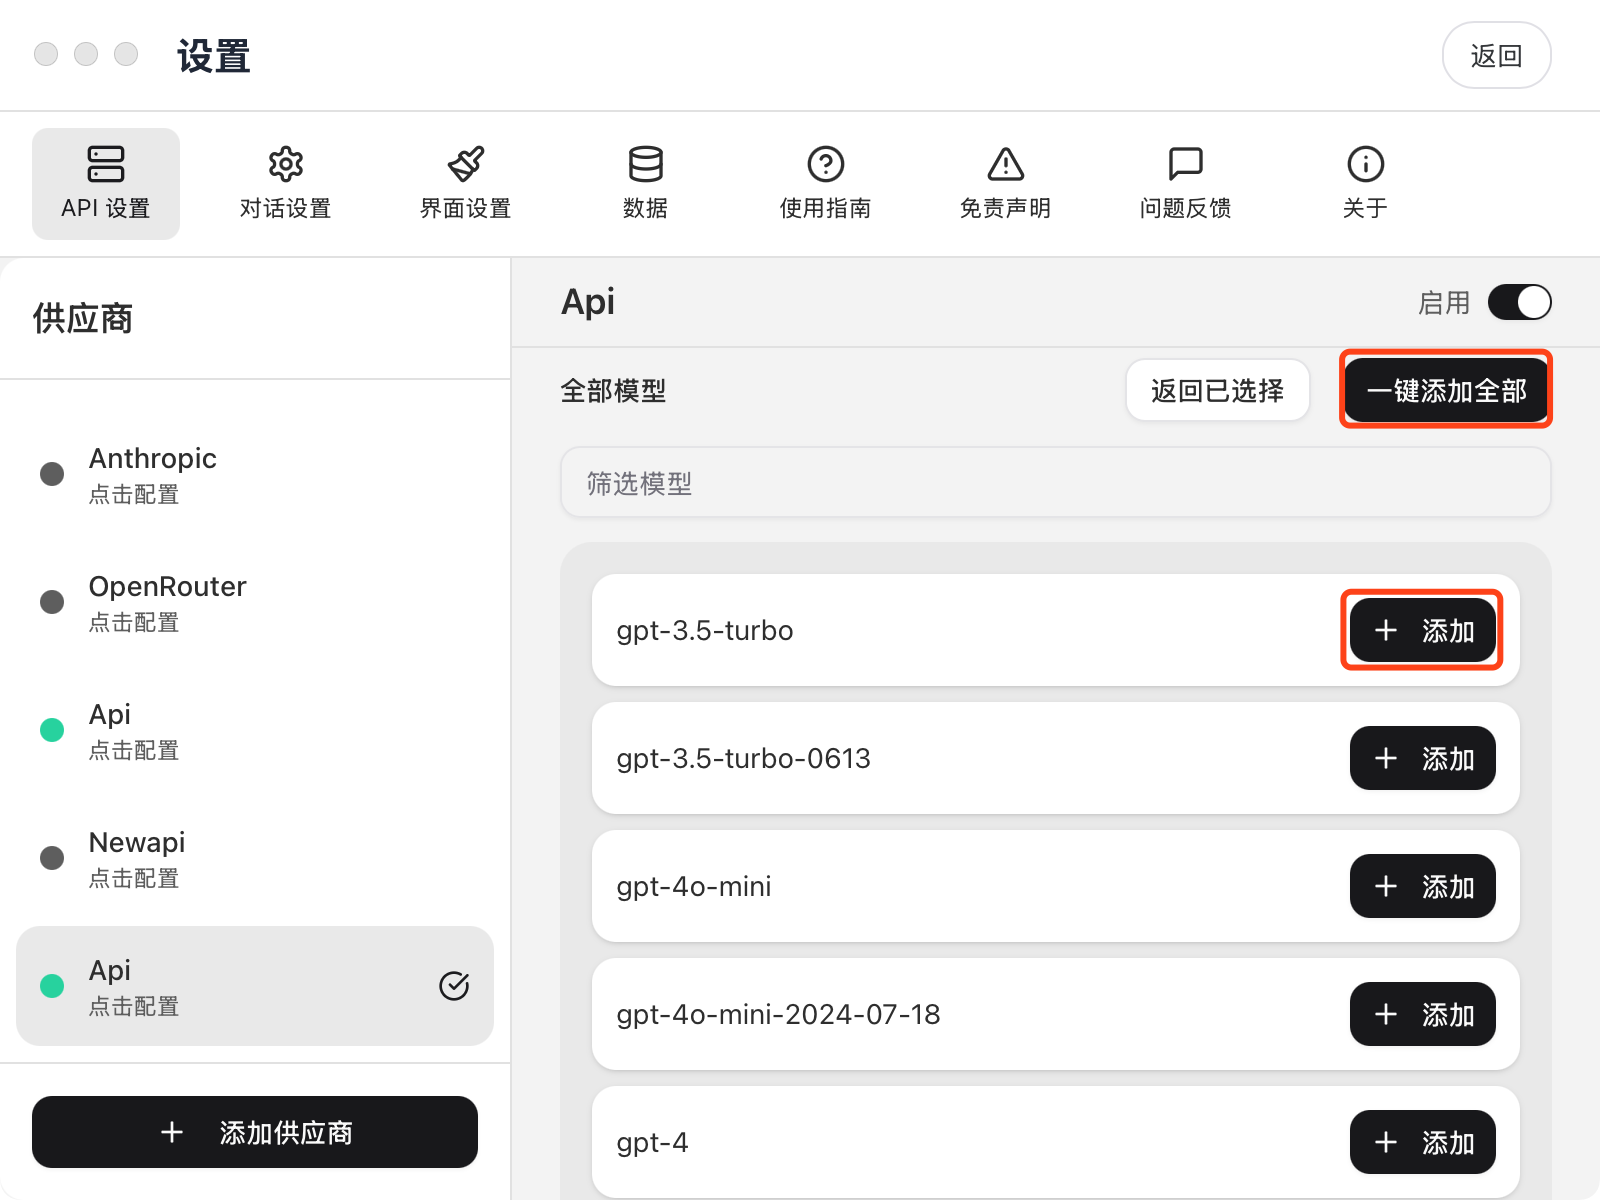 设置
返回
API 设置
对话设置
界面设置
数据
使用指南
免责声明
问题反馈
关于
供应商
Anthropic
点击配置
OpenRouter
点击配置
Api
点击配置
Newapi
点击配置
Api
点击配置
添加供应商
Api
启用
全部模型
返回已选择
一键添加全部
筛选模型
gpt-3.5-turbo
添加
gpt-3.5-turbo-0613
添加
gpt-4o-mini
添加
gpt-4o-mini-2024-07-18
添加
gpt-4
添加